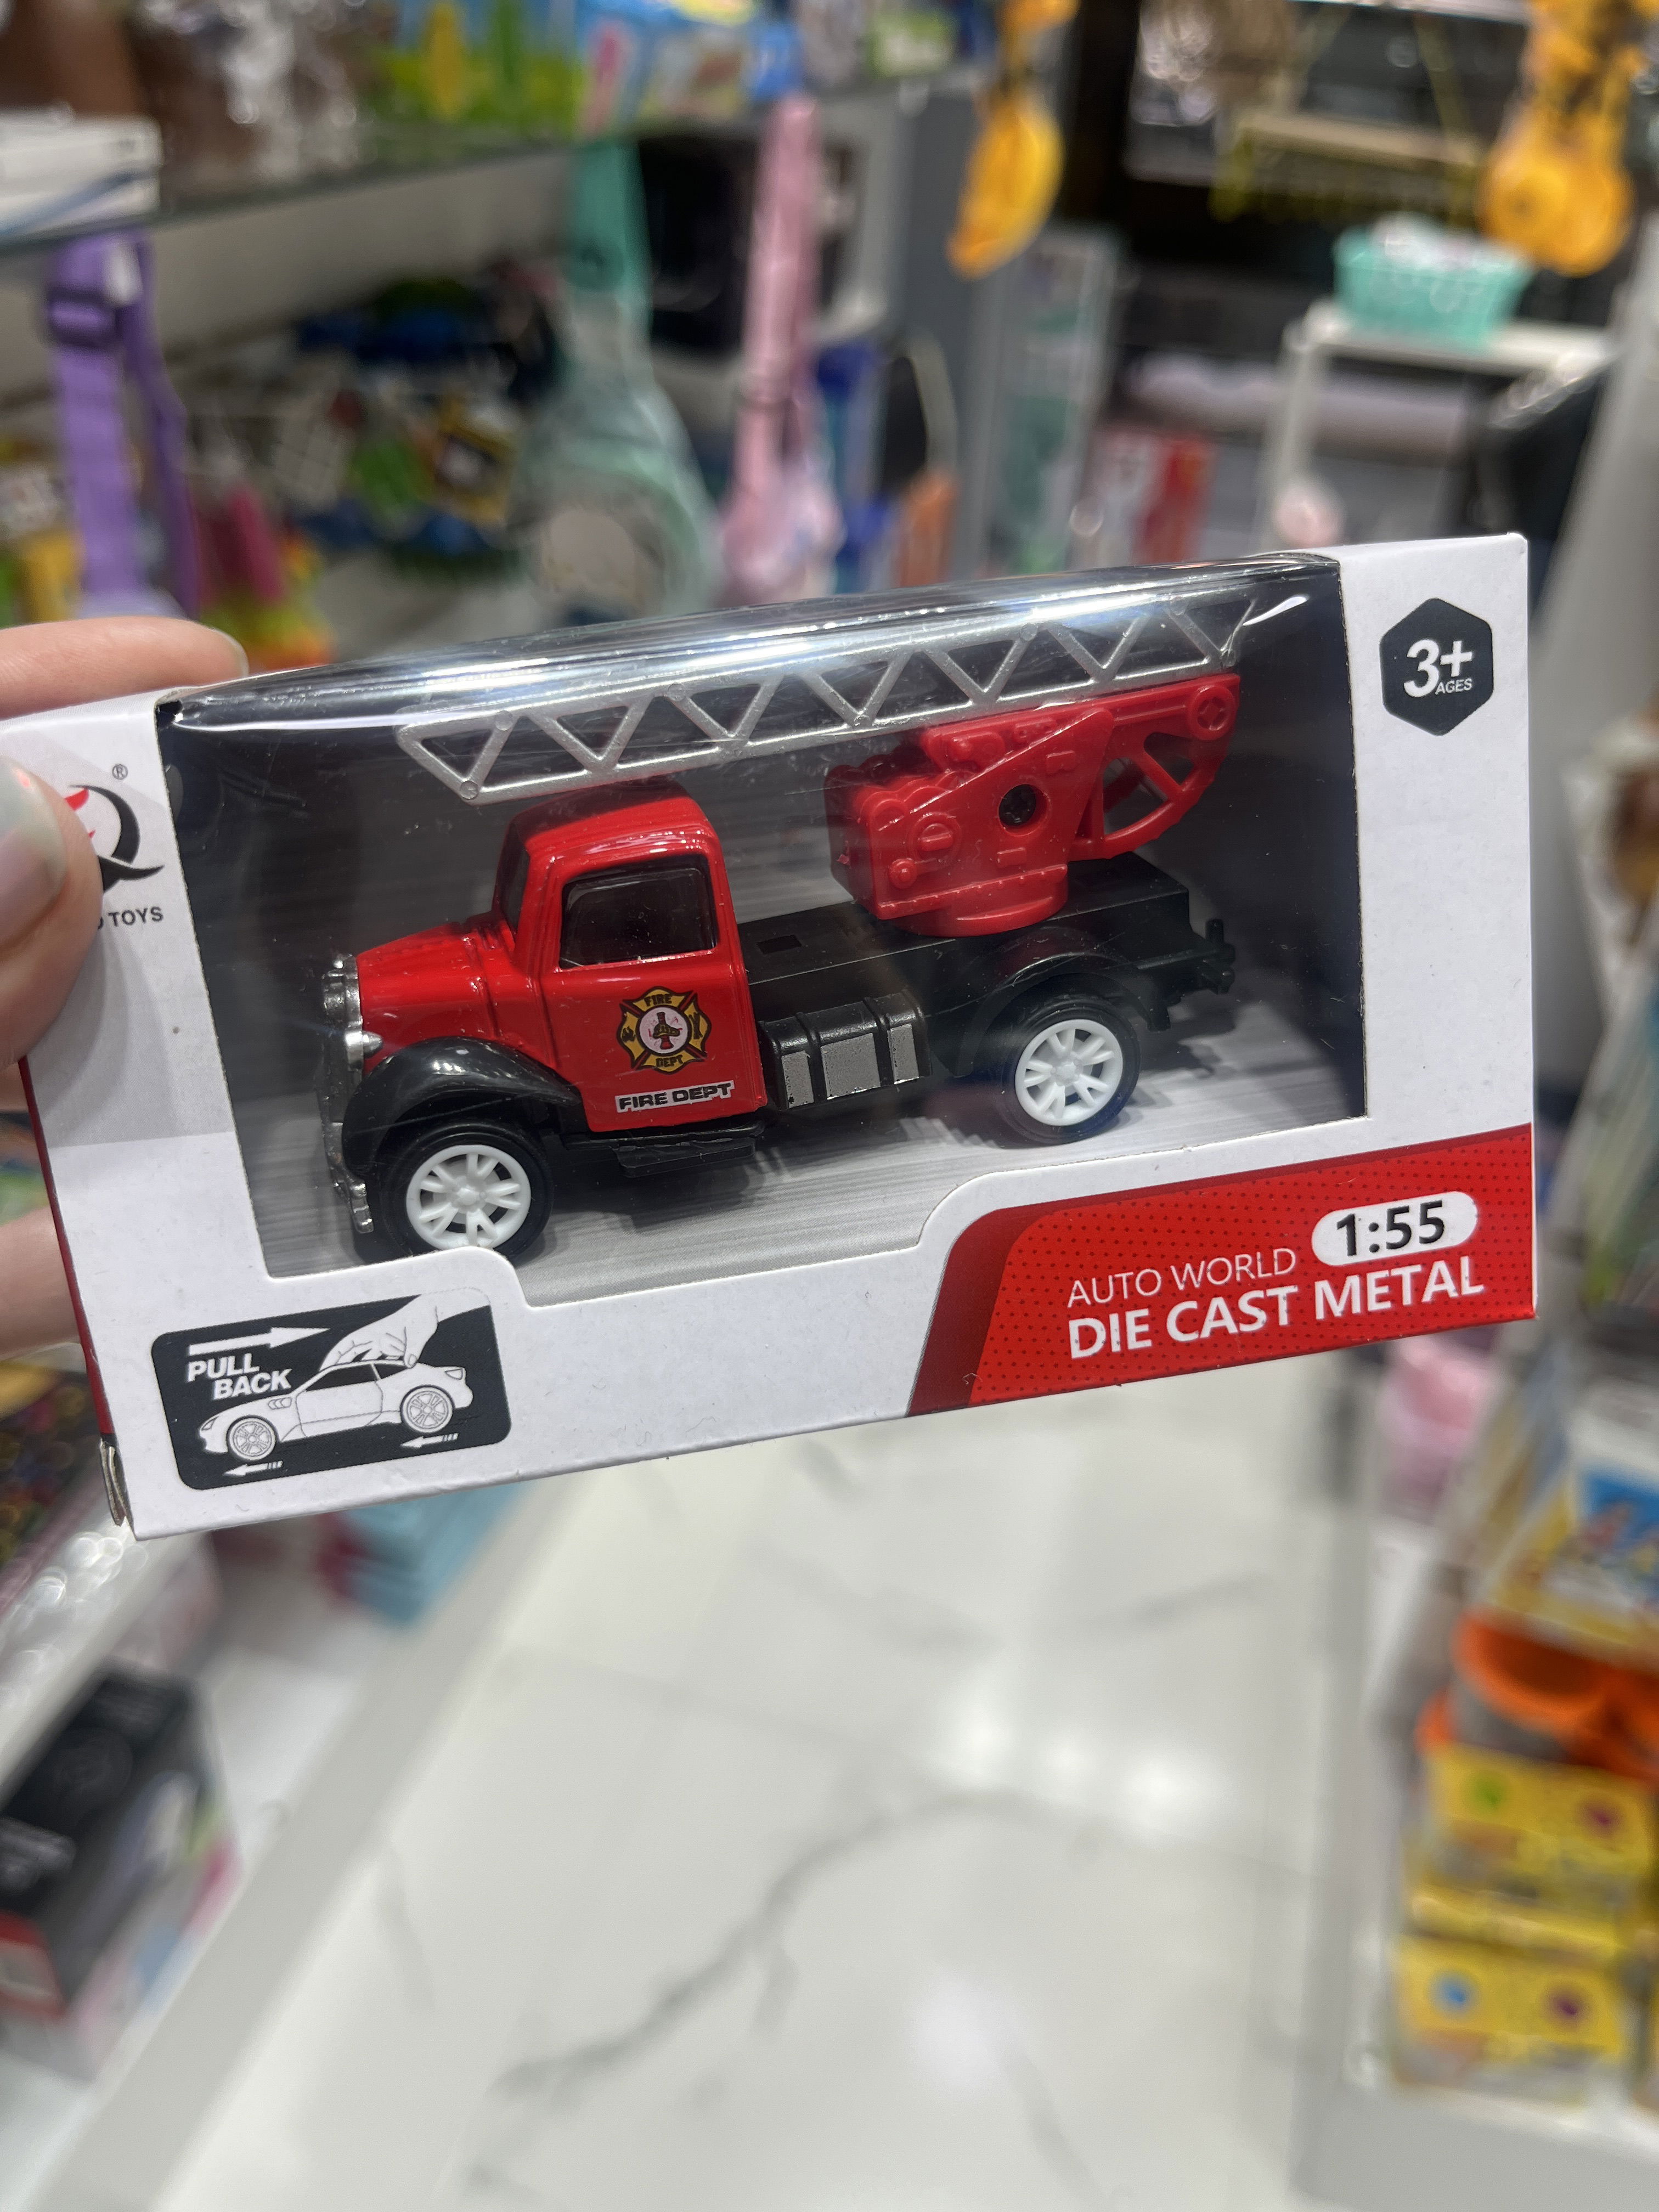 ®
TOYS
3+
AGES
FIRE
DEPT
FIRE DEPT
1:55
AUTO WORLD
DIE CAST METAL
PULL
BACK